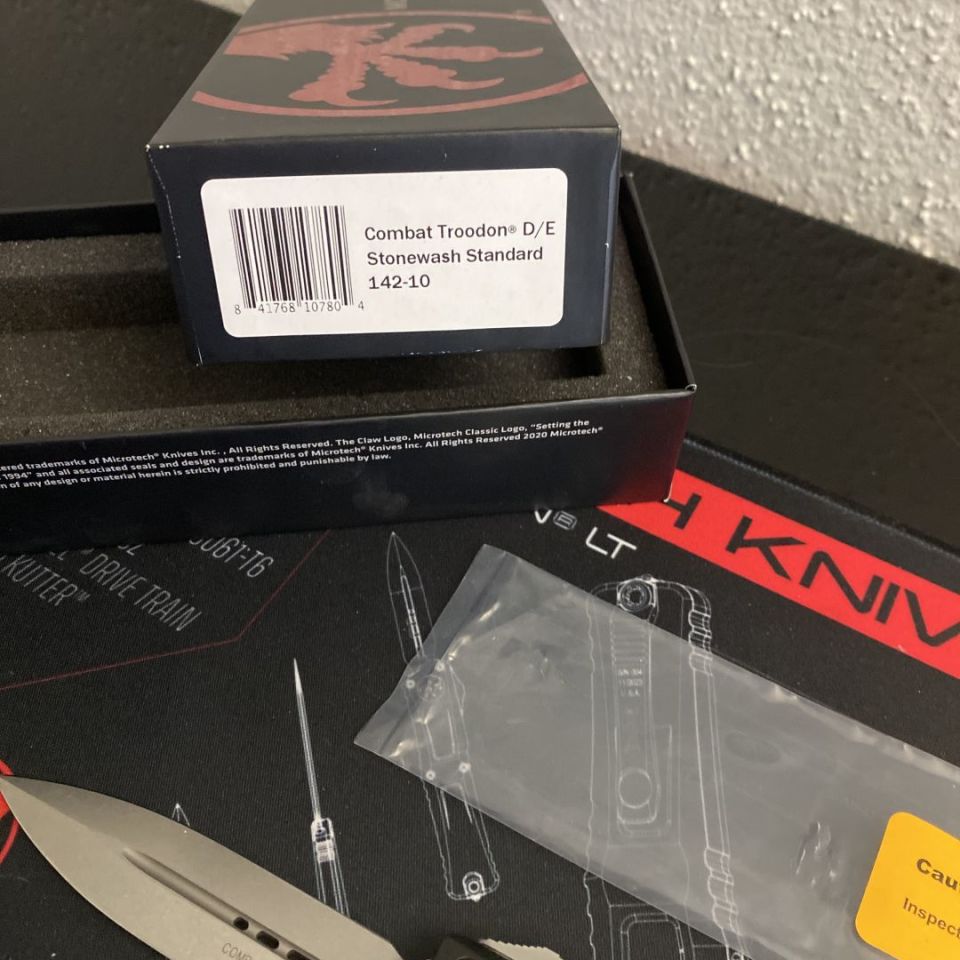 Combat Troodon® D/E
Stonewash Standard
142-10
8 41768 10780 4
ered trademarks of Microtech® Knives Inc. , All Rights Reserved. The Claw Logo, Microtech Classic Logo, "Setting the
1994" and all associated seals and design are trademarks of Microtech® Knives Inc. All Rights Reserved 2020 Microtech®
n of any design or material herein is strictly prohibited and punishable by law.
H KNIV
LT
DRIVE TRAIN
KUTTER™
U.S.A.
Cau
Inspect
COM